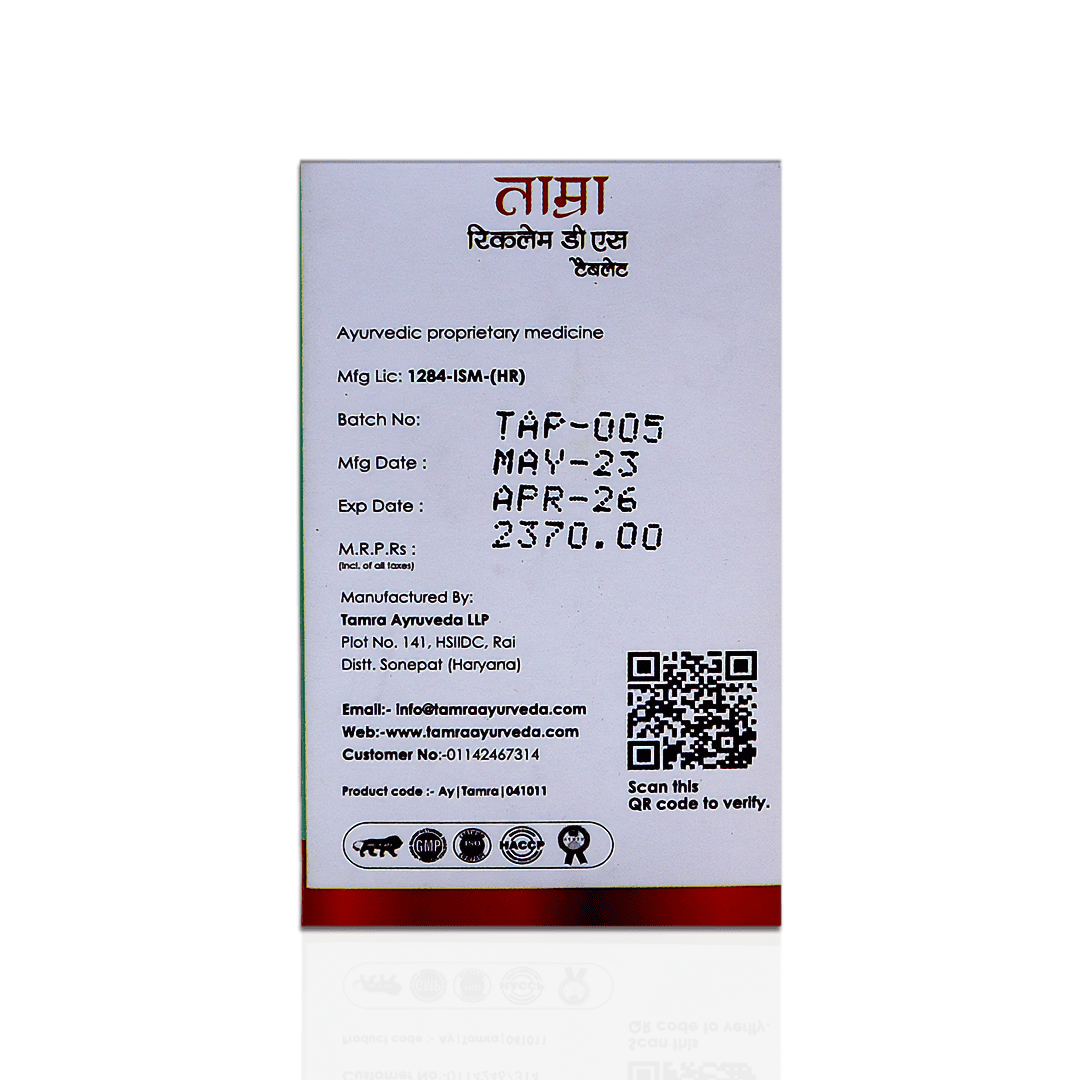 ताम्रा
रिकलेम डी एस
टैबलेट
Ayurvedic proprietary medicine
Mfg Lic: 1284-ISM-(HR)
Batch No: TAP-005
Mfg Date : MAY-23
Exp Date : APR-26
M.R.P.Rs : 2370.00
(Incl. of all taxes)
Manufactured By:
Tamra Ayruveda LLP
Plot No. 141, HSIIDC, Rai
Distt. Sonepat (Haryana)
Email:- info@tamraayurveda.com
Web:-www.tamraayurveda.com
Customer No:-01142467314
Product code :- Ay|Tamra|041011
Scan this
QR code to verify.
GMP ISO HACCP